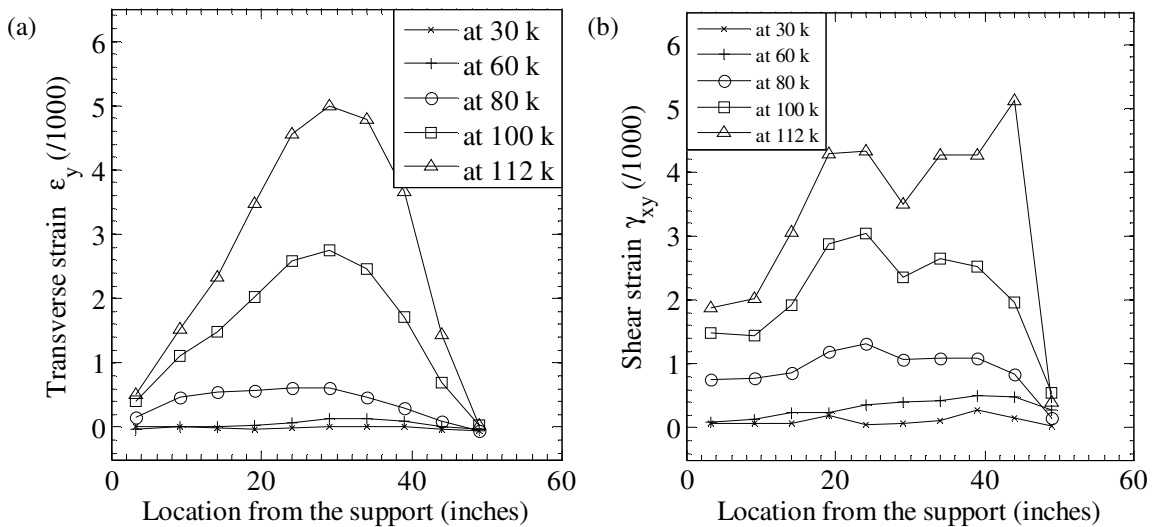 (a)
Transverse strain εy (/1000)
6
5
4
3
2
1
0
at 30 k
at 60 k
at 80 k
at 100 k
at 112 k
0 20 40 60
Location from the support (inches)
(b)
Shear strain γxy (/1000)
6
5
4
3
2
1
0
at 30 k
at 60 k
at 80 k
at 100 k
at 112 k
0 20 40 60
Location from the support (inches)